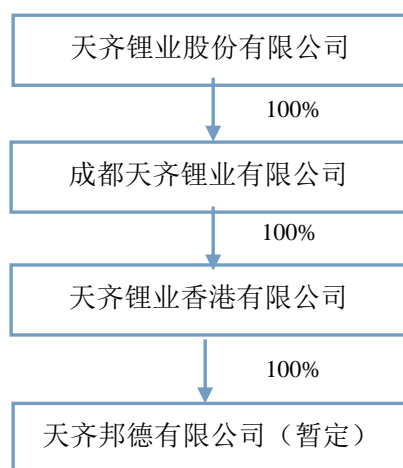 天齐锂业股份有限公司
100%
成都天齐锂业有限公司
100%
天齐锂业香港有限公司
100%
天齐邦德有限公司（暂定）